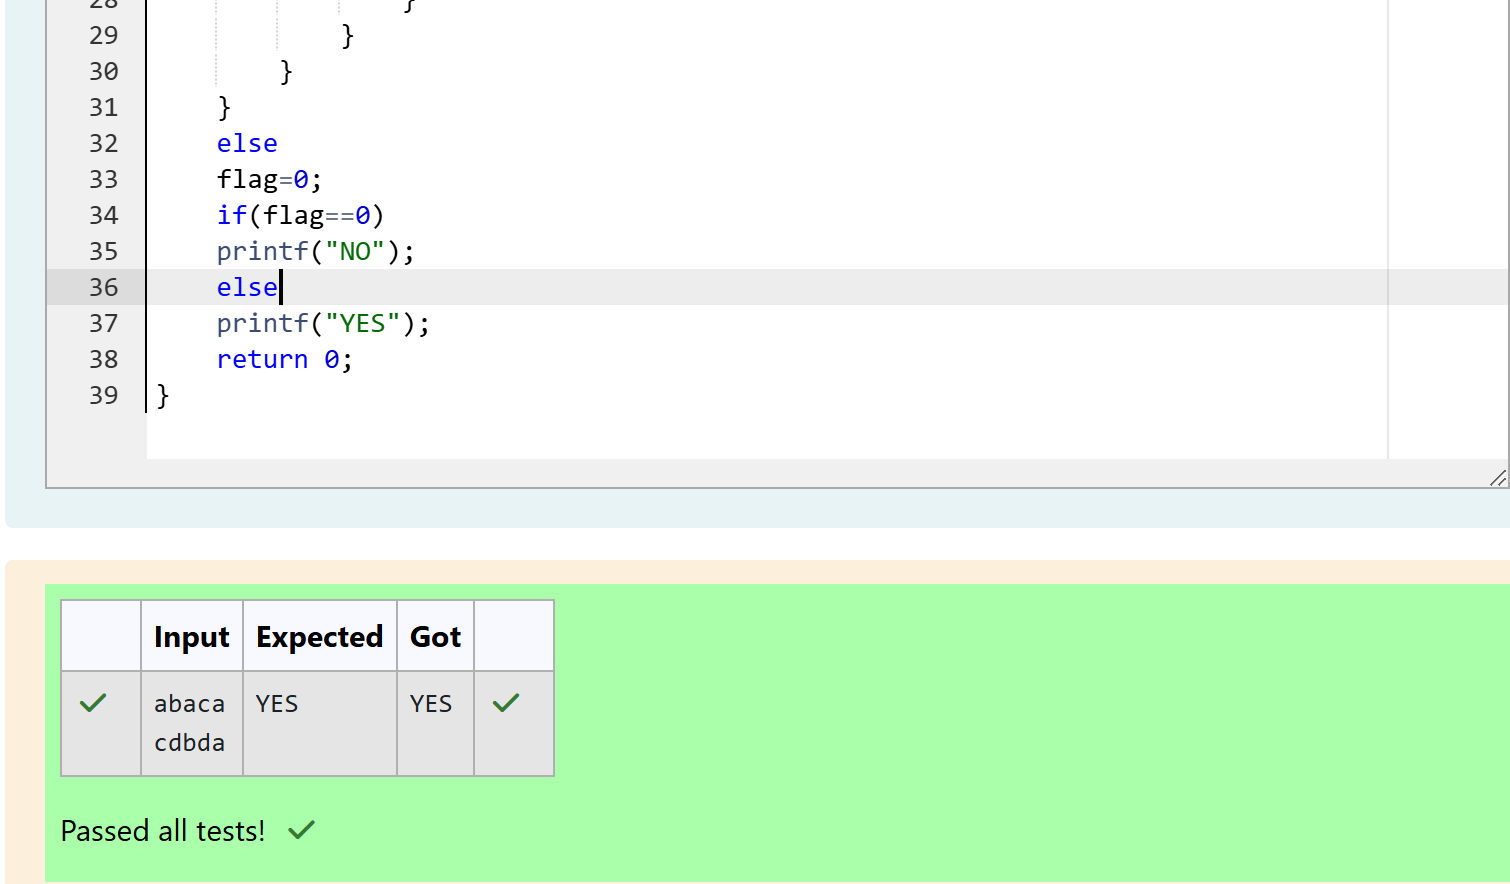 28 }
29 }
30 }
31 }
32 else
33 flag=0;
34 if(flag==0)
35 printf("NO");
36 else
37 printf("YES");
38 return 0;
39 }
Input Expected Got
abaca YES YES
cdbda
Passed all tests!